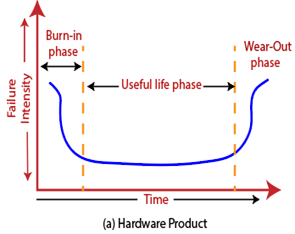 Burn-in
phase
Wear-Out
phase
Useful life phase
Failure
Intensity
Time
(a) Hardware Product